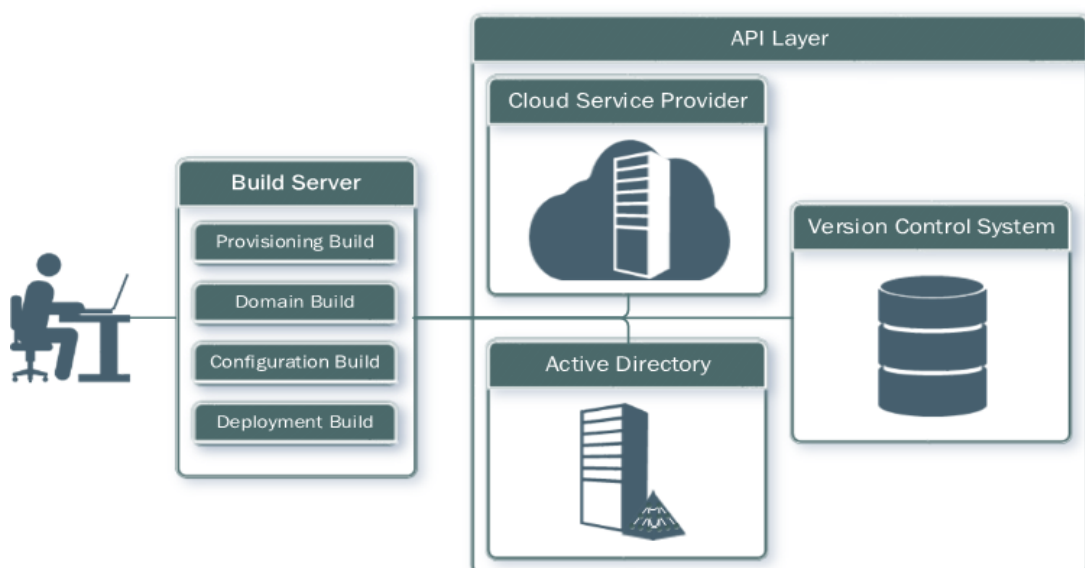 API Layer
Cloud Service Provider
Build Server
Provisioning Build
Domain Build
Configuration Build
Deployment Build
Version Control System
Active Directory